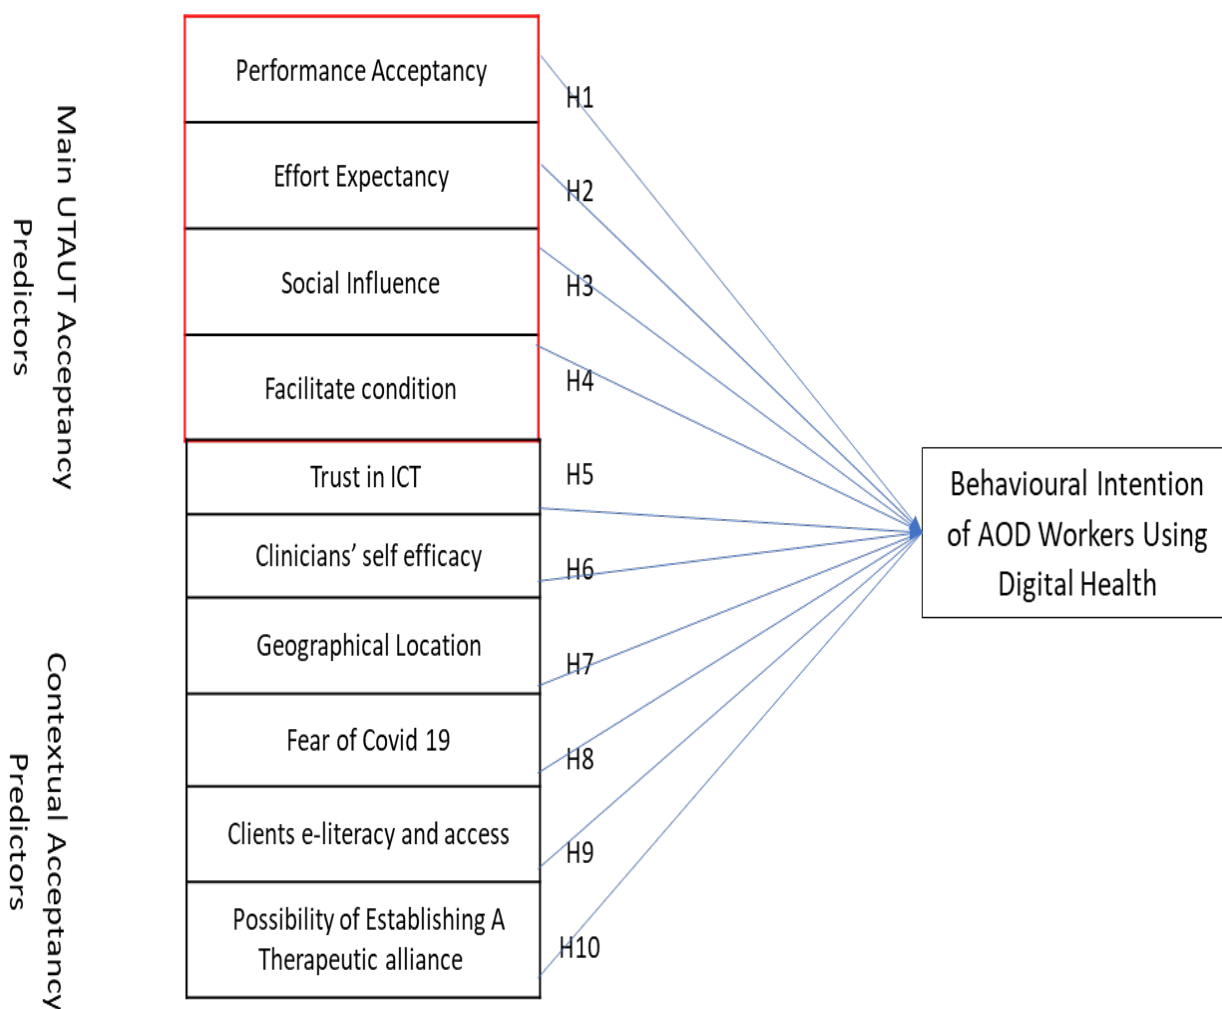 Main UTAUT Acceptancy
Predictors
Performance Acceptancy
H1
Effort Expectancy
H2
Social Influence
H3
Facilitate condition
H4
Trust in ICT
H5
Clinicians’ self efficacy
H6
Contextual Acceptancy
Predictors
Geographical Location
H7
Fear of Covid 19
H8
Clients e-literacy and access
H9
Possibility of Establishing A
Therapeutic alliance
H10
Behavioural Intention
of AOD Workers Using
Digital Health